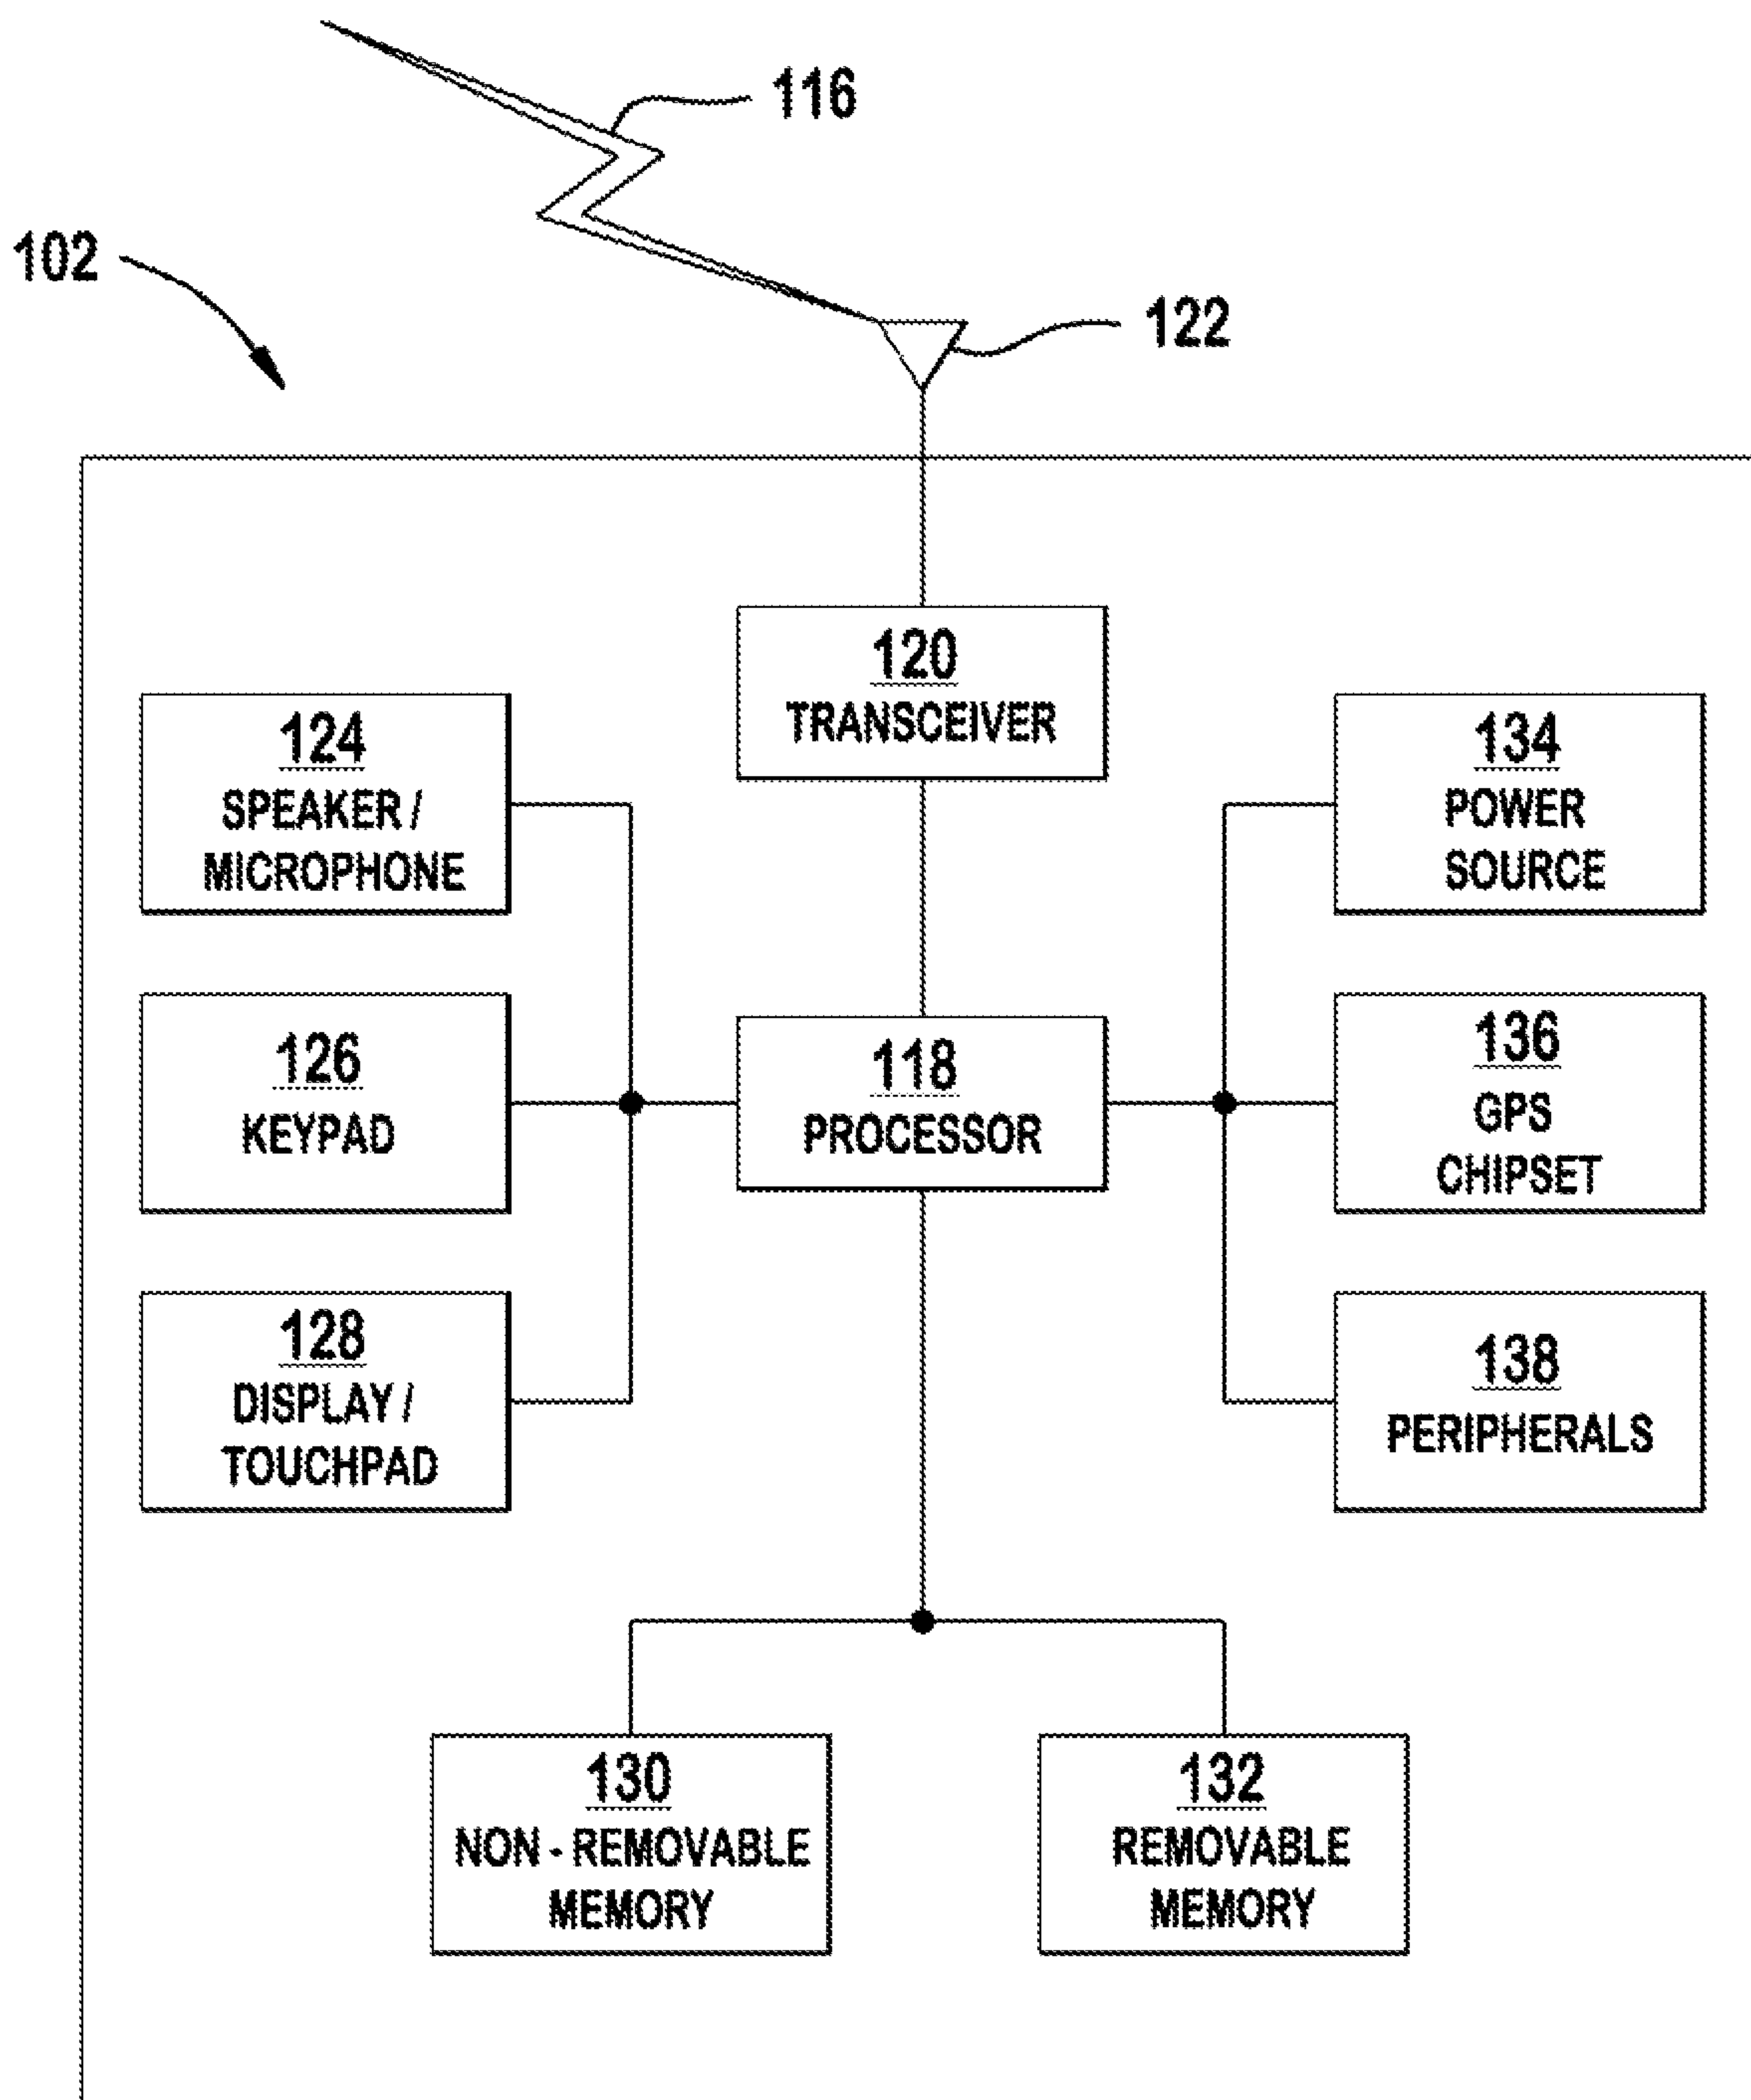 116
102
122
120
TRANSCEIVER
124
SPEAKER /
MICROPHONE
134
POWER
SOURCE
126
KEYPAD
118
PROCESSOR
136
GPS
CHIPSET
128
DISPLAY /
TOUCHPAD
138
PERIPHERALS
130
NON - REMOVABLE
MEMORY
132
REMOVABLE
MEMORY